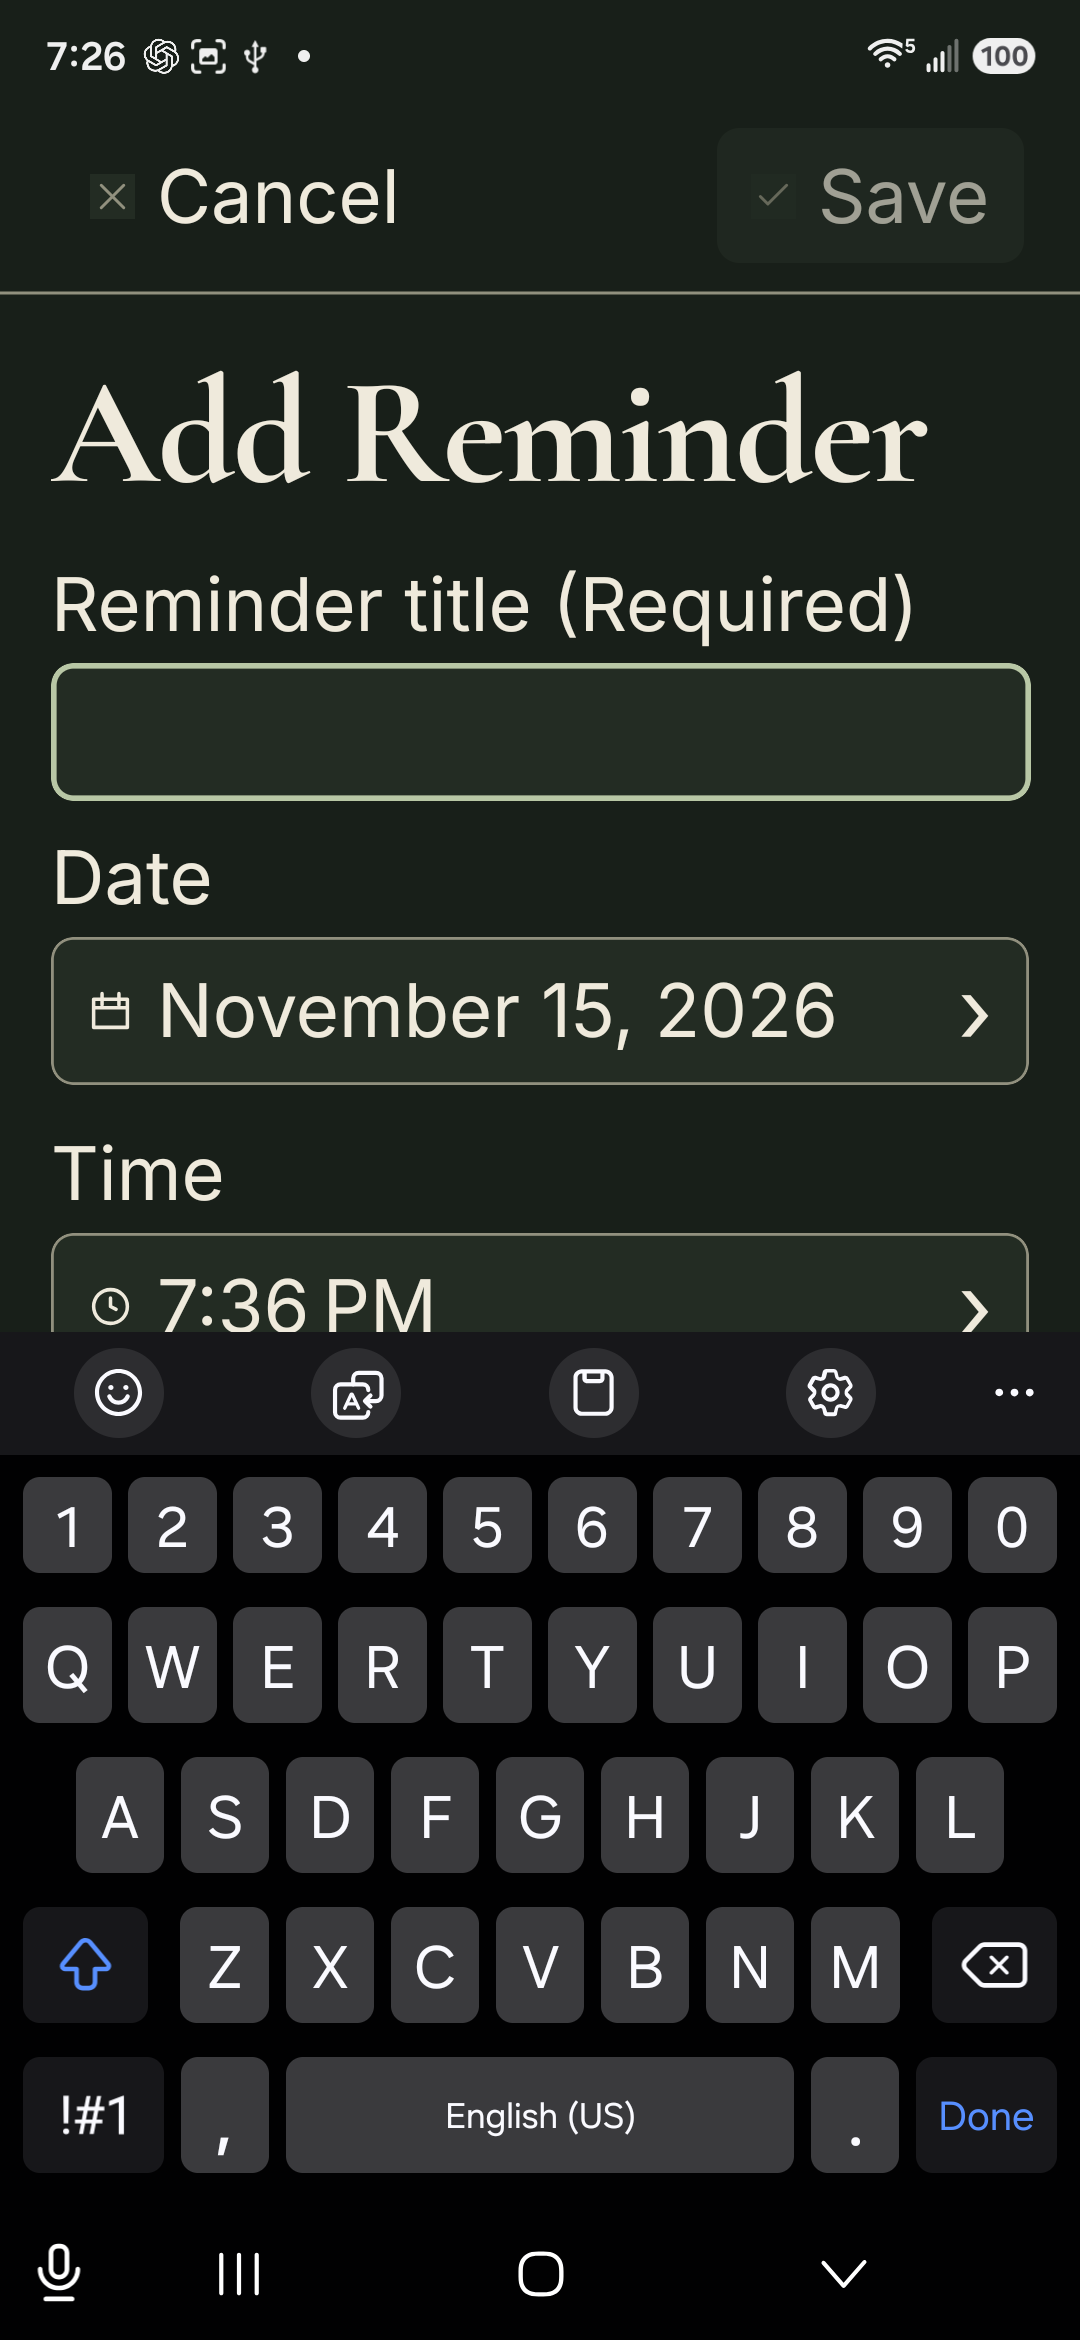 7:26
5
100
Cancel
Save
Add Reminder
Reminder title (Required)
Date
November 15, 2026
Time
7:36 PM
1 2 3 4 5 6 7 8 9 0
Q W E R T Y U I O P
A S D F G H J K L
Z X C V B N M
!#1 , English (US) . Done